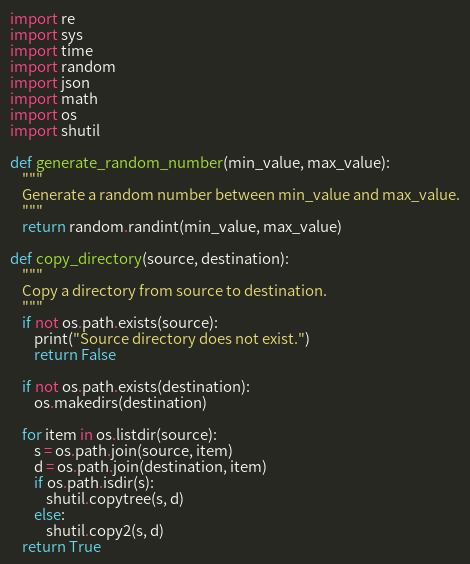 import re
import sys
import time
import random
import json
import math
import os
import shutil

def generate_random_number(min_value, max_value):
    """
    Generate a random number between min_value and max_value.
    """
    return random.randint(min_value, max_value)

def copy_directory(source, destination):
    """
    Copy a directory from source to destination.
    """
    if not os.path.exists(source):
        print("Source directory does not exist.")
        return False

    if not os.path.exists(destination):
        os.makedirs(destination)

    for item in os.listdir(source):
        s = os.path.join(source, item)
        d = os.path.join(destination, item)
        if os.path.isdir(s):
            shutil.copytree(s, d)
        else:
            shutil.copy2(s, d)
    return True